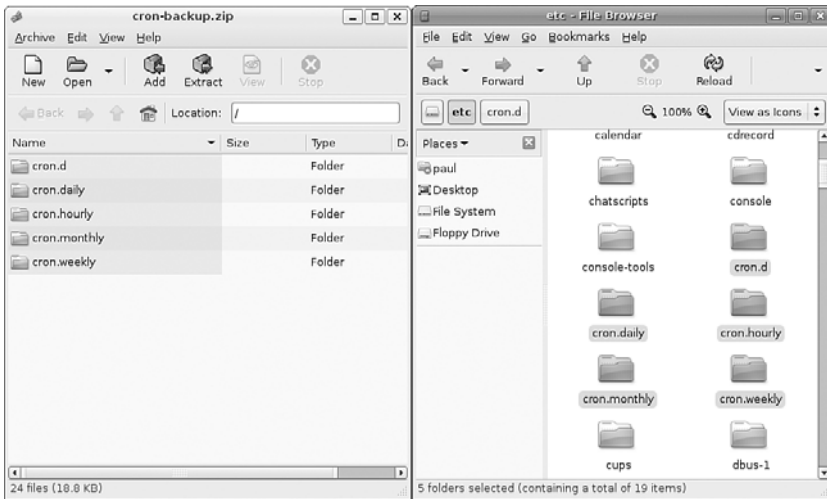 cron-backup.zip
Archive Edit View Help
New Open Add Extract View Stop
Back Location: /
Name Size Type
cron.d Folder
cron.daily Folder
cron.hourly Folder
cron.monthly Folder
cron.weekly Folder
24 files (18.8 KB)
etc - File Browser
File Edit View Go Bookmarks Help
Back Forward Up Stop Reload
etc cron.d 100% View as Icons
Places
paul
Desktop
File System
Floppy Drive
calendar cdrecord
chatscripts console
console-tools cron.d
cron.daily cron.hourly
cron.monthly cron.weekly
cups dbus-1
5 folders selected (containing a total of 19 items)